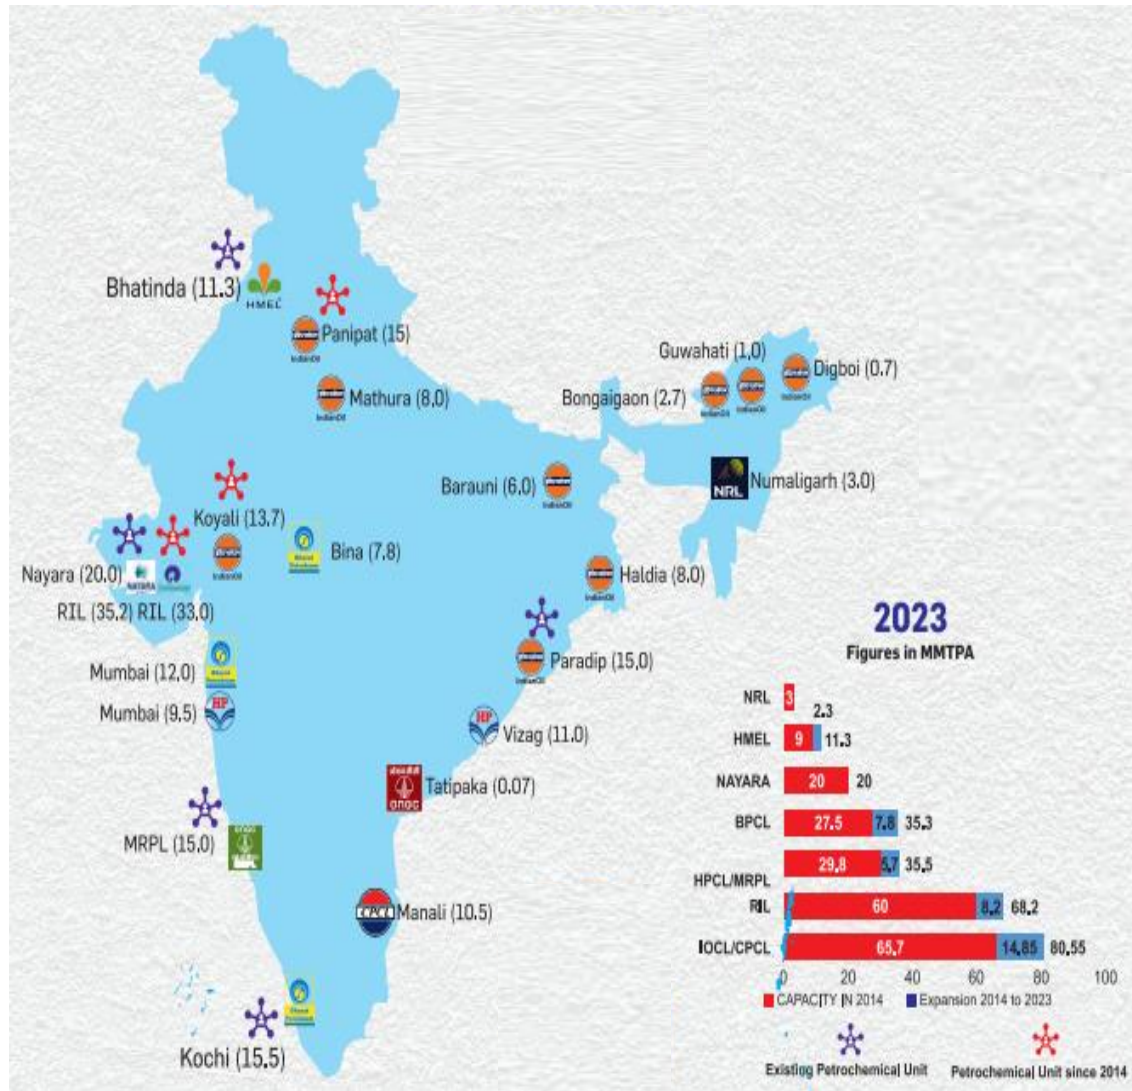 Bhatinda (11.3)
HMEL
Panipat (15)
IndianOil
Mathura (8.0)
IndianOil
Guwahati (1.0)
Digboi (0.7)
IndianOil
Bongaigaon (2.7)
IndianOil
Barauni (6.0)
IndianOil
NRL
Numaligarh (3.0)
Koyali (13.7)
IndianOil
Bina (7.8)
Nayara (20.0)
NAYARA
RIL (35.2) RIL (33.0)
Haldia (8.0)
IndianOil
Paradip (15.0)
IndianOil
Mumbai (12.0)
Mumbai (9.5)
HP
HP
Vizag (11.0)
Tatipaka (0.07)
ONGC
MRPL (15.0)
ONGC
CPCL
Manali (10.5)
Kochi (15.5)
2023
Figures in MMTPA
NRL
3
2.3
HMEL
9
11.3
NAYARA
20
20
BPCL
27.5
7.8
35.3
HPCL/MRPL
29.8
5.7
35.5
RIL
60
8.2
68.2
IOCL/CPCL
65.7
14.85
80.55
0 20 40 60 80 100
CAPACITY IN 2014
Expansion 2014 to 2023
Existing Petrochemical Unit
Petrochemical Unit since 2014